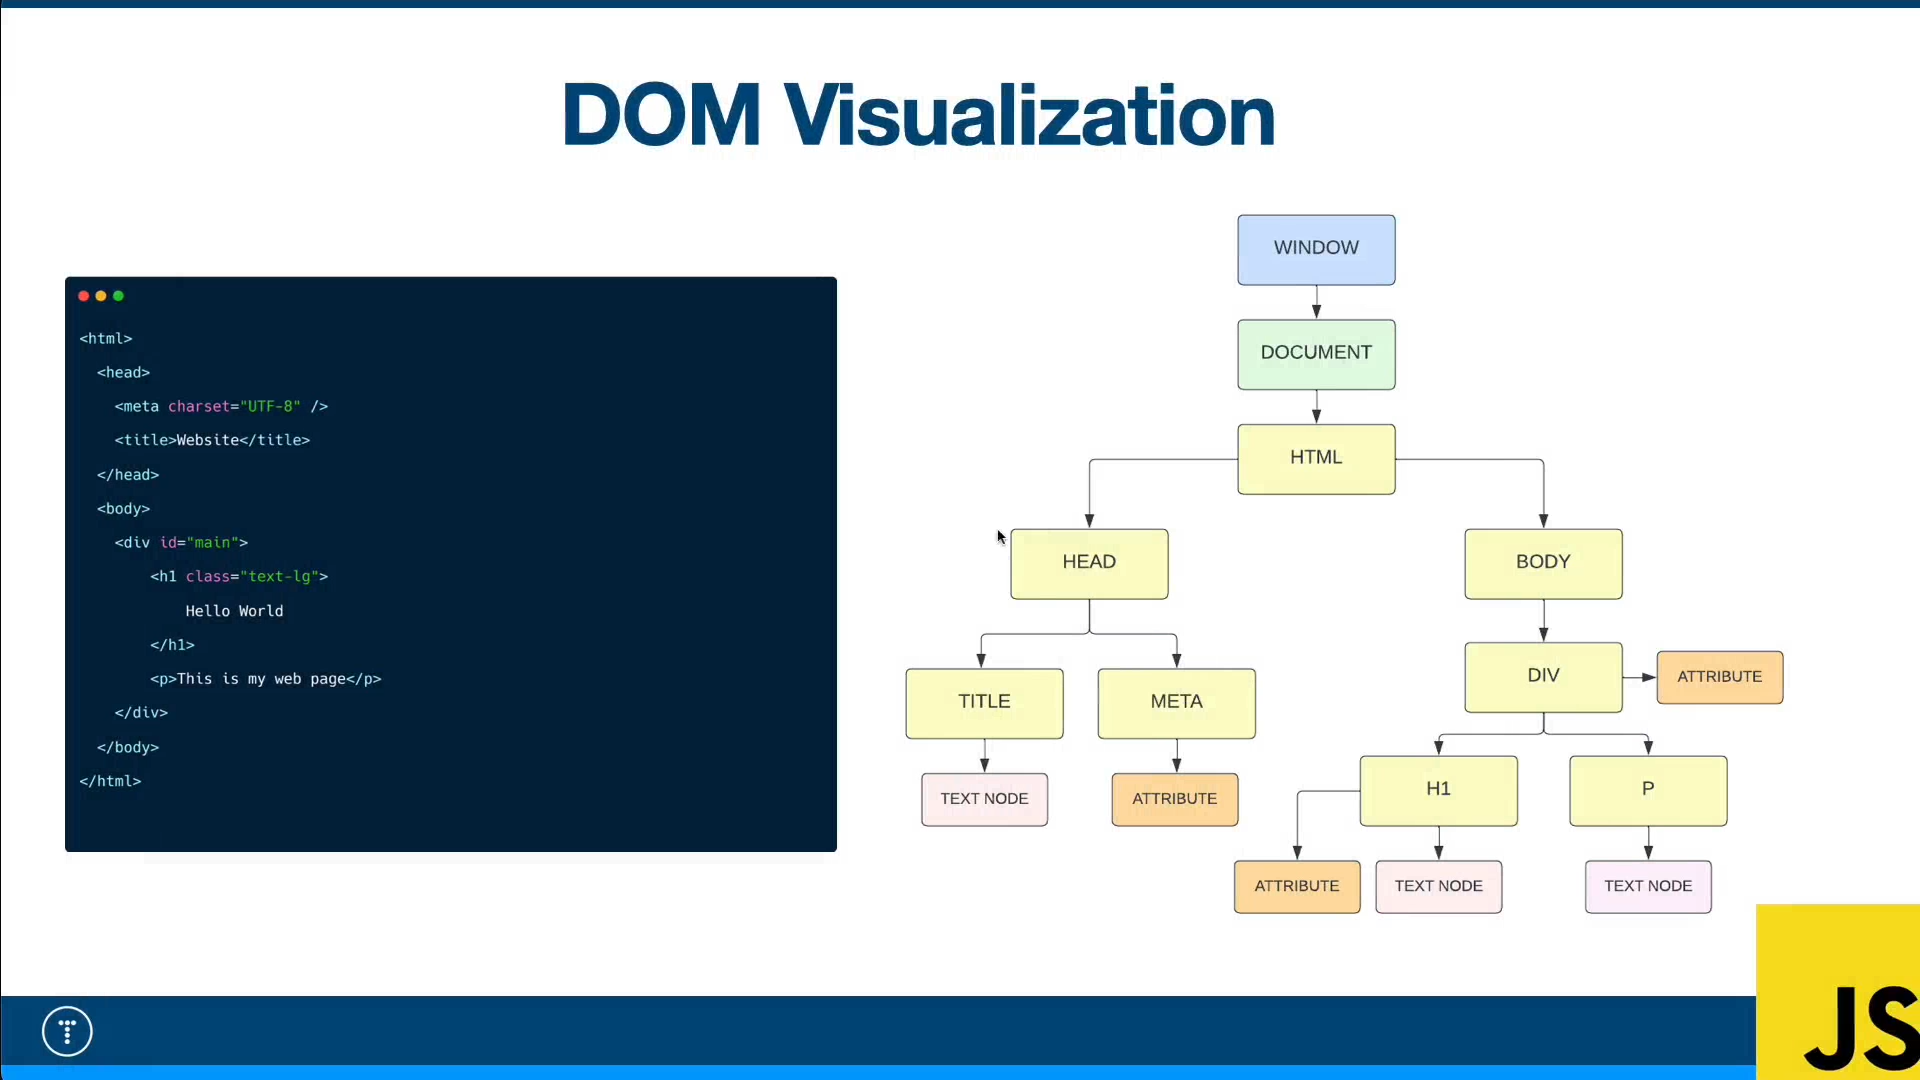 DOM Visualization
<html>
<head>
<meta charset="UTF-8" />
<title>Website</title>
</head>
<body>
<div id="main">
<h1 class="text-lg">
Hello World
</h1>
<p>This is my web page</p>
</div>
</body>
</html>
WINDOW
DOCUMENT
HTML
HEAD
BODY
TITLE
META
DIV
ATTRIBUTE
TEXT NODE
ATTRIBUTE
H1
P
ATTRIBUTE
TEXT NODE
TEXT NODE
JS